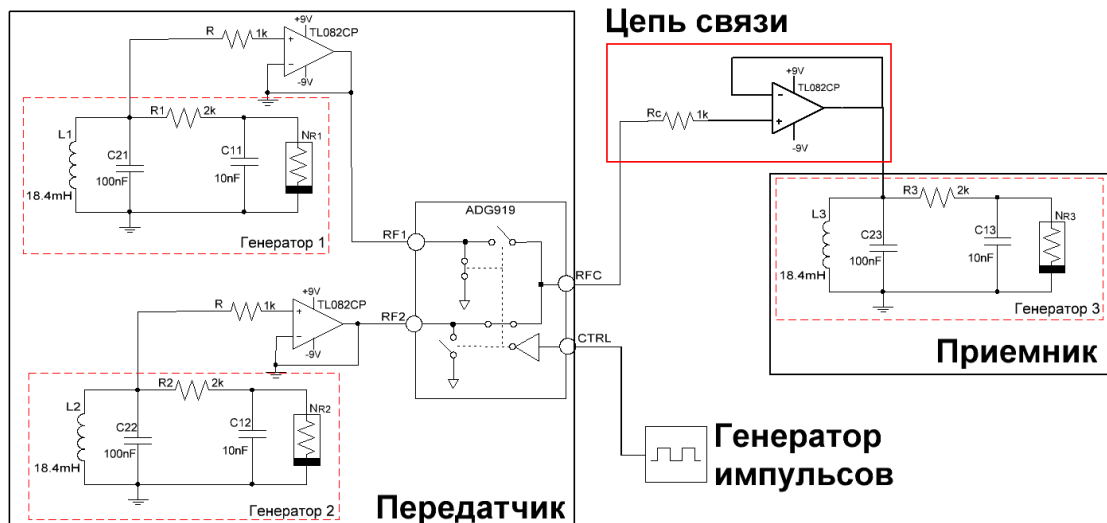 Цепь связи
R
1k
+9V
TL082CP
+
-
-9V
R1
2k
NR1
L1
C21
100nF
C11
10nF
18.4mH
Генератор 1
Rc
1k
+9V
TL082CP
-
+
-9V
ADG919
RF1
RFC
RF2
CTRL
R
1k
+9V
TL082CP
+
-
-9V
R2
2k
NR2
L2
C22
100nF
C12
10nF
18.4mH
Генератор 2
Передатчик
R3
2k
NR3
L3
C23
100nF
C13
10nF
18.4mH
Генератор 3
Приемник
Генератор
импульсов